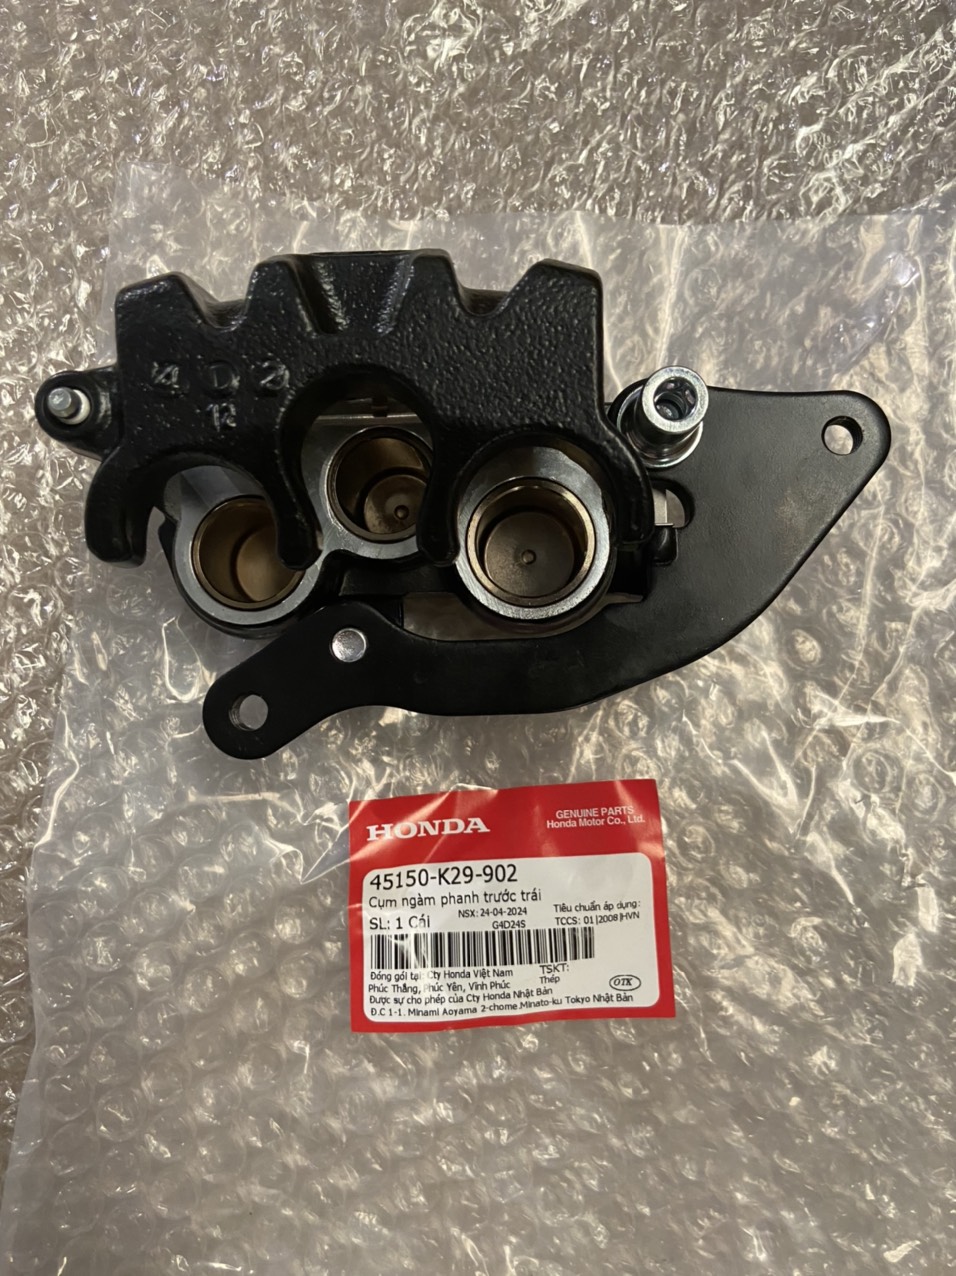 12
HONDA
GENUINE PARTS
Honda Motor Co., Ltd.
45150-K29-902
Cụm ngàm phanh trước trái
SL: 1 Cái
NSX: 24-04-2024
G4D24S
Tiêu chuẩn áp dụng:
TCCS: 01|2008|HVN
Đóng gói tại: Cty Honda Việt Nam
Phúc Thắng, Phúc Yên, Vĩnh Phúc
TSKT:
Thép
OTK
Được sự cho phép của Cty Honda Nhật Bản
Đ.C 1-1. Minami Aoyama 2-chome,Minato-ku Tokyo Nhật Bản